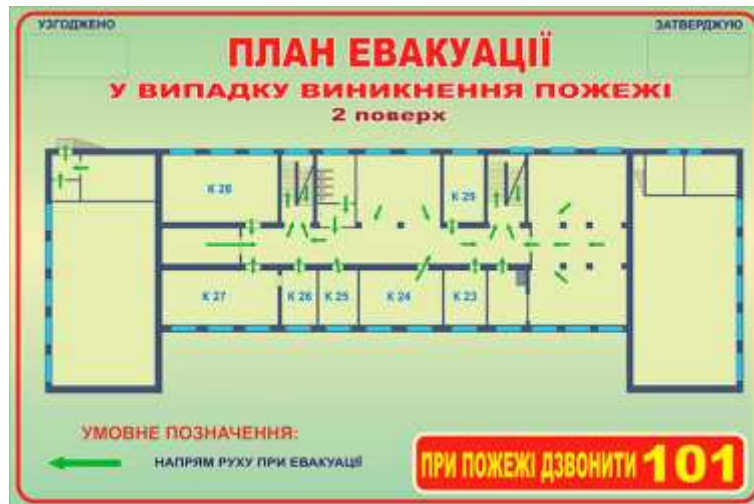 УЗГОДЖЕНО
ЗАТВЕРДЖУЮ
ПЛАН ЕВАКУАЦІЇ
У ВИПАДКУ ВИНИКНЕННЯ ПОЖЕЖІ
2 поверх
К 28
К 29
К 27
К 26
К 25
К 24
К 23
УМОВНЕ ПОЗНАЧЕННЯ:
НАПРЯМ РУХУ ПРИ ЕВАКУАЦІЇ
ПРИ ПОЖЕЖІ ДЗВОНИТИ 101